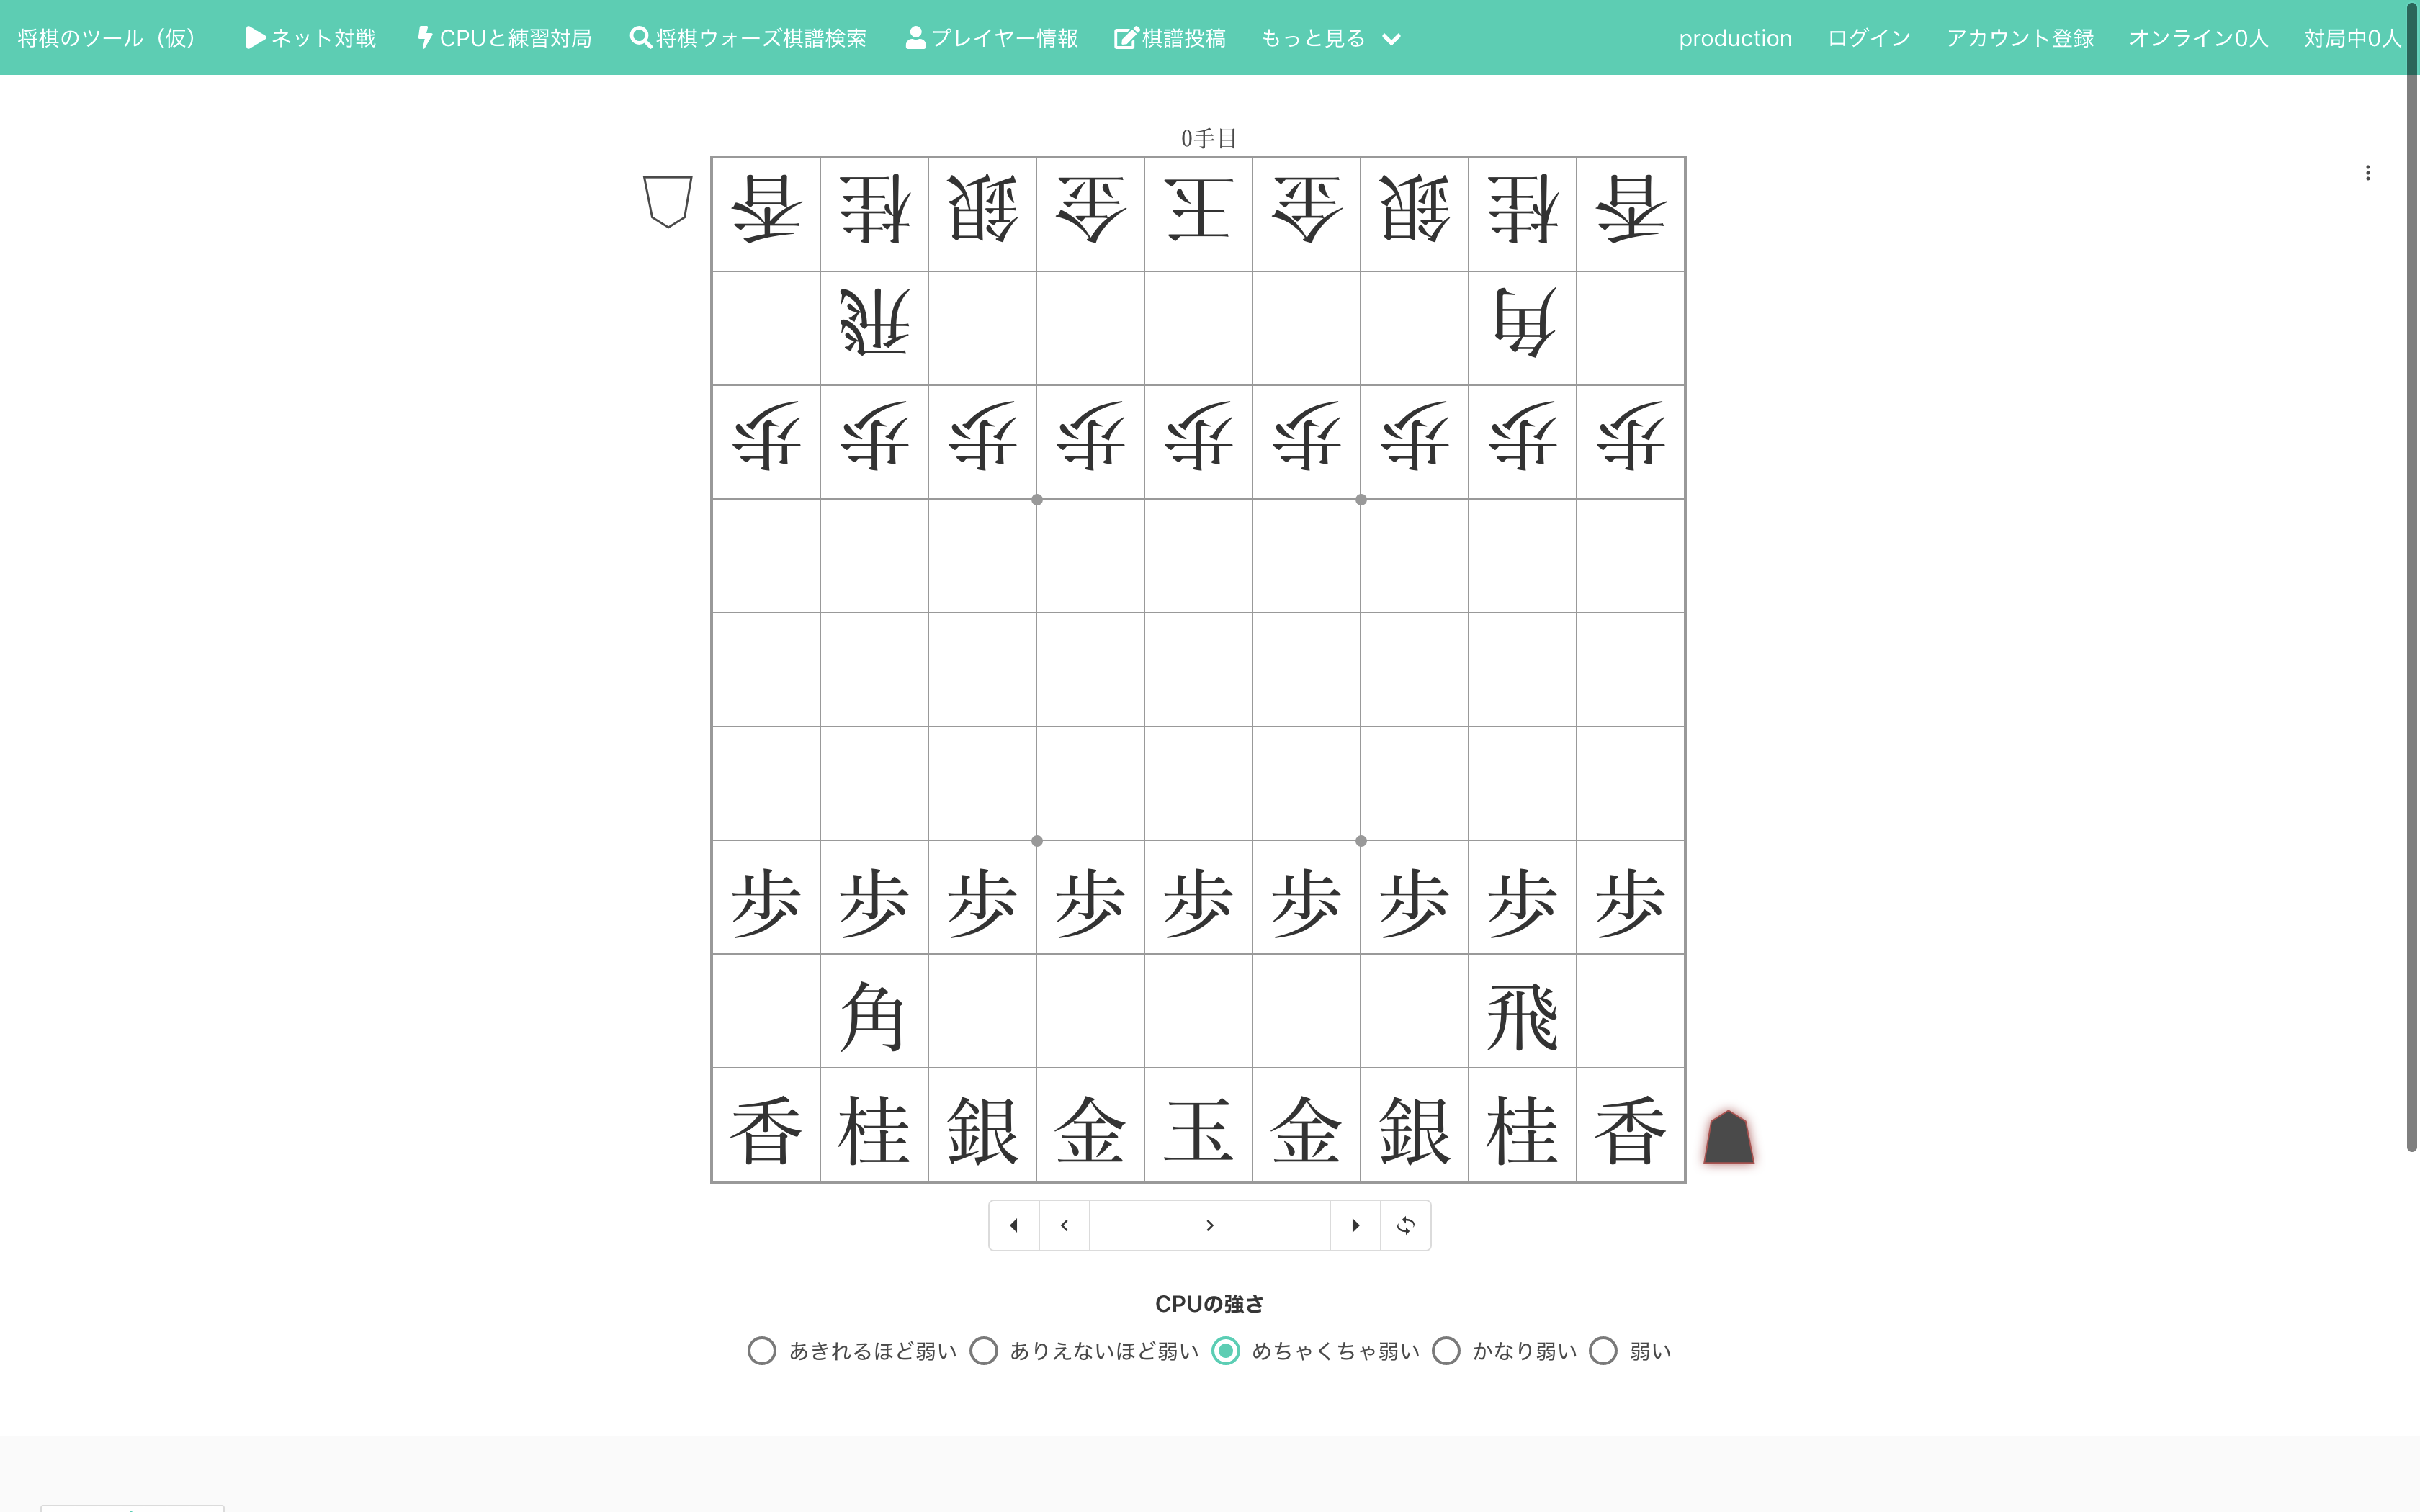 将棋のツール（仮） ネット対戦 CPUと練習対局 将棋ウォーズ棋譜検索 プレイヤー情報 棋譜投稿 もっと見る production ログイン アカウント登録 オンライン0人 対局中0人
0手目
香 桂 銀 金 王 金 銀 桂 香
飛 角
歩 歩 歩 歩 歩 歩 歩 歩 歩
歩 歩 歩 歩 歩 歩 歩 歩 歩
角 飛
香 桂 銀 金 玉 金 銀 桂 香
CPUの強さ
あきれるほど弱い ありえないほど弱い めちゃくちゃ弱い かなり弱い 弱い